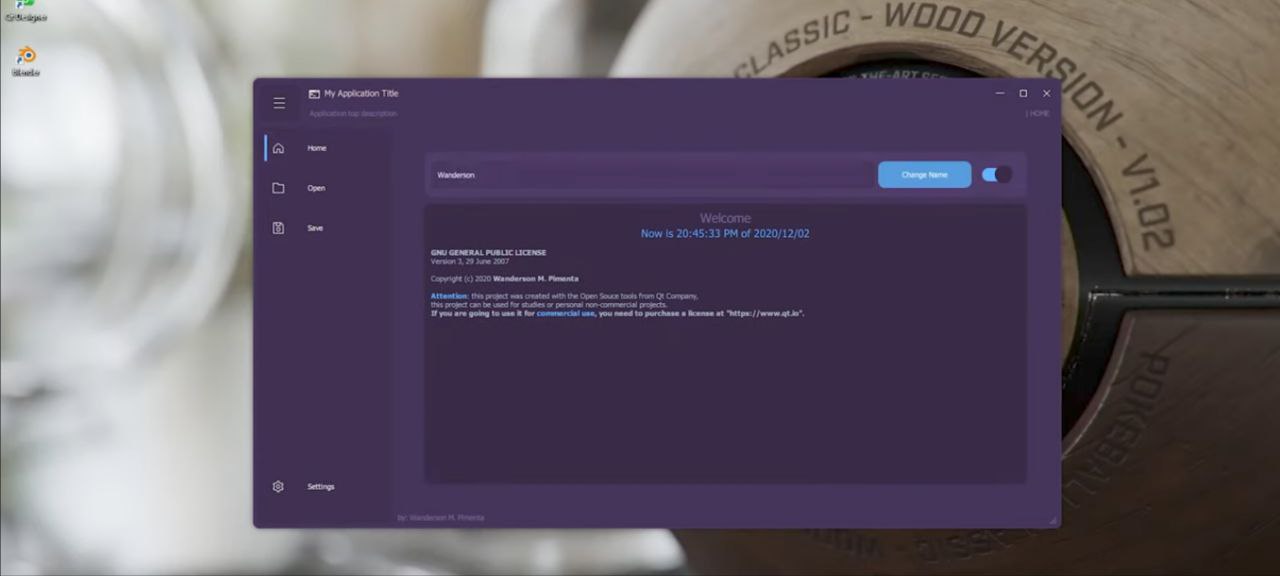 Qt Designe
Blende
CLASSIC - WOOD VERSION - V1.02
THE-ART SE
My Application Title
Application top description
| HOME
Home
Open
Save
Settings
Wanderson
Change Name
Welcome
Now is 20:45:33 PM of 2020/12/02
GNU GENERAL PUBLIC LICENSE
Version 3, 29 June 2007
Copyright (c) 2020 Wanderson M. Pimenta
Attention: this project was created with the Open Souce tools from Qt Company,
this project can be used for studies or personal non-commercial projects.
If you are going to use it for commercial use, you need to purchase a license at "https://www.qt.io".
by: Wanderson M. Pimenta
POKEBALL